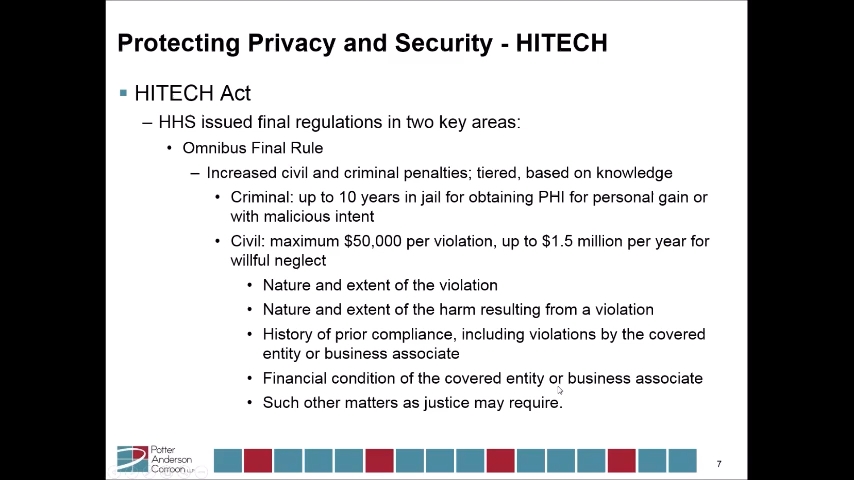 Protecting Privacy and Security - HITECH
HITECH Act
– HHS issued final regulations in two key areas:
• Omnibus Final Rule
– Increased civil and criminal penalties; tiered, based on knowledge
• Criminal: up to 10 years in jail for obtaining PHI for personal gain or
with malicious intent
• Civil: maximum $50,000 per violation, up to $1.5 million per year for
willful neglect
• Nature and extent of the violation
• Nature and extent of the harm resulting from a violation
• History of prior compliance, including violations by the covered
entity or business associate
• Financial condition of the covered entity or business associate
• Such other matters as justice may require.
Potter
Anderson
Corroon LLP
7